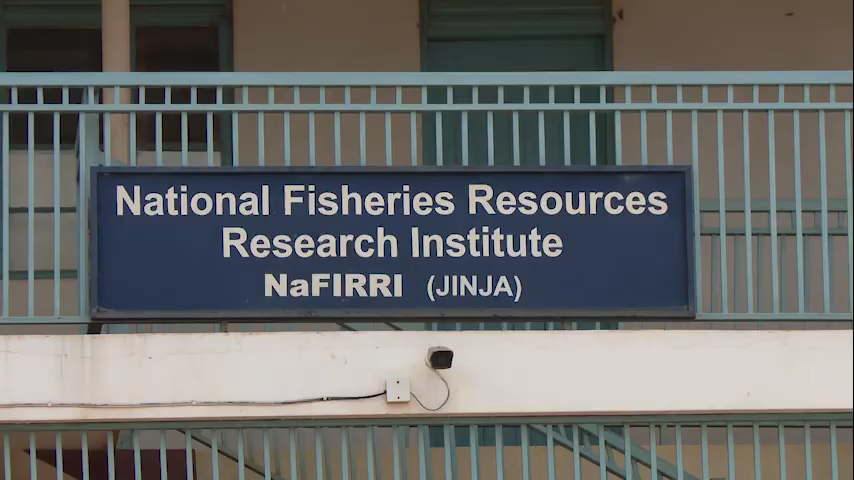 National Fisheries Resources
Research Institute
NaFIRRI (JINJA)